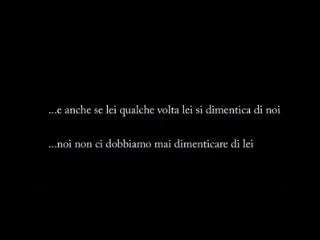 ...e anche se lei qualche volta lei si dimentica di noi
...noi non ci dobbiamo mai dimenticare di lei